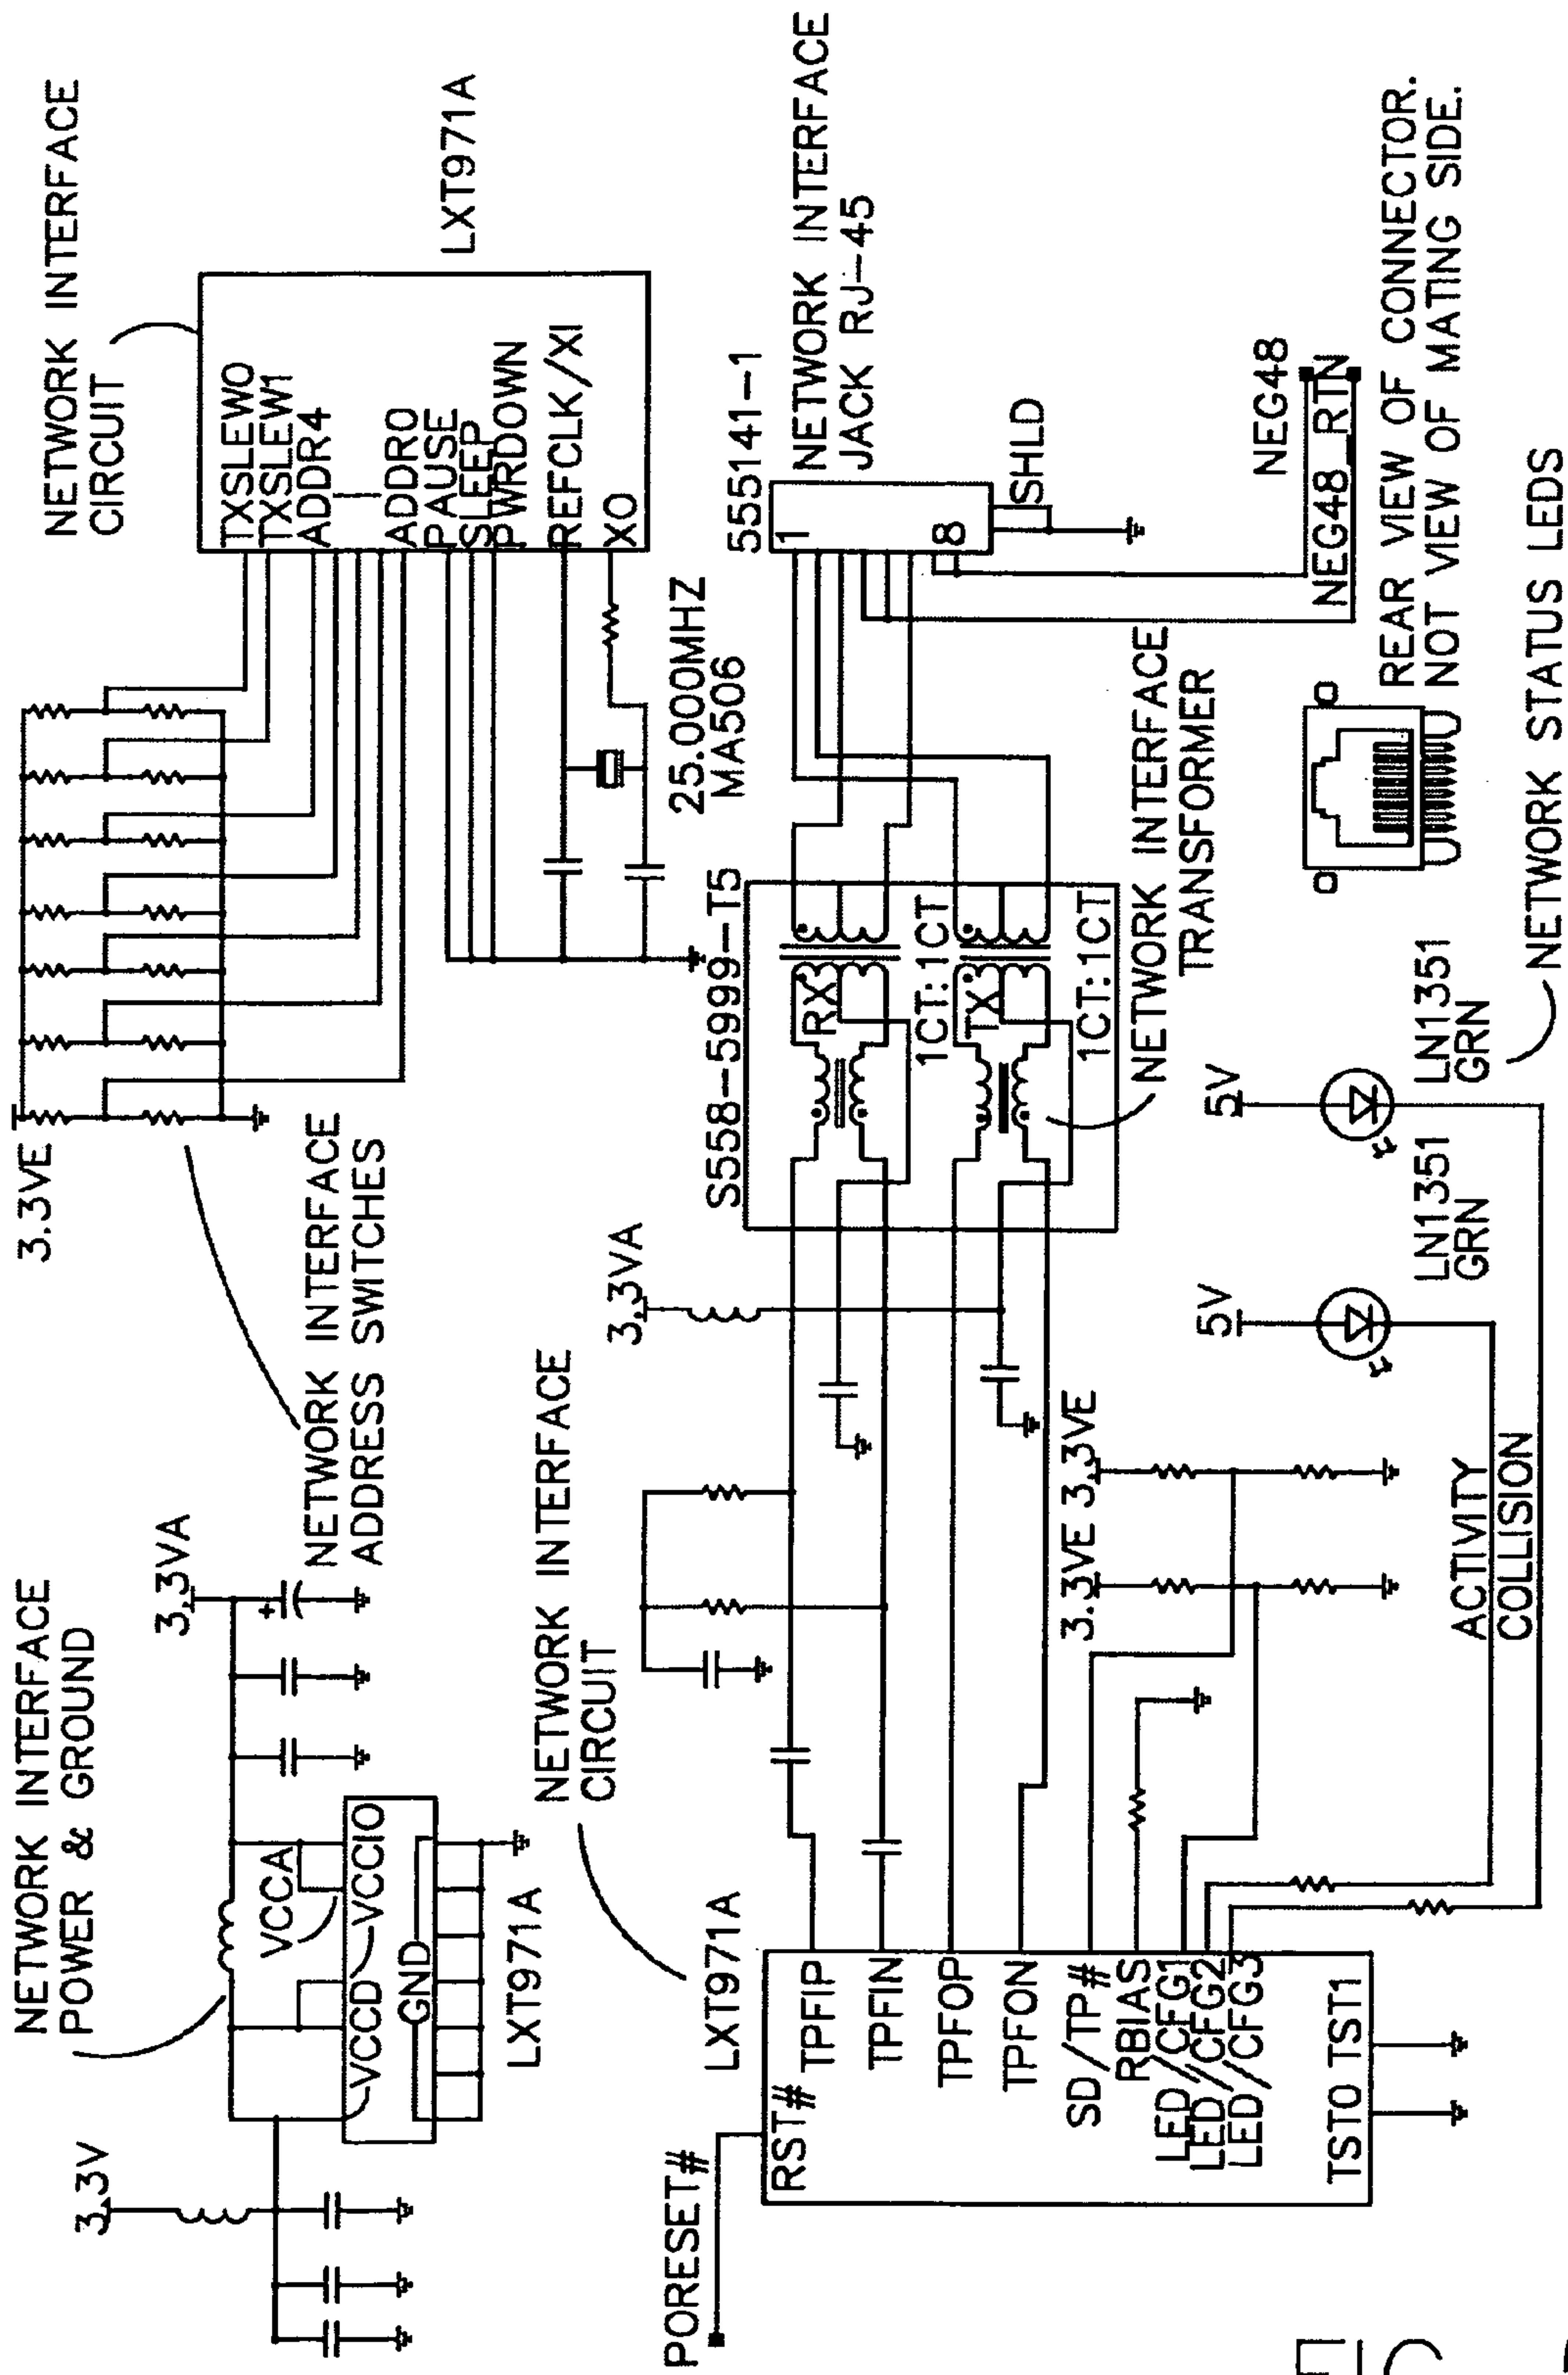 NETWORK INTERFACE
POWER & GROUND
3.3V
3.3VA
VCCA
VCCD
VCCIO
GND
LXT971A
3.3VE
NETWORK INTERFACE
ADDRESS SWITCHES
NETWORK INTERFACE
CIRCUIT
TXSLEW0
TXSLEW1
ADDR4
ADDR0
PAUSE
SLEEP
PWRDOWN
REFCLK/XI
XO
LXT971A
25.000MHZ
MA506
NETWORK INTERFACE
CIRCUIT
LXT971A
PORESET#
RST#
TPFIP
TPFIN
TPFOP
TPFON
SD/TP#
RBIAS
LED/CFG1
LED/CFG2
LED/CFG3
TST0 TST1
3.3VA
3.3VE 3.3VE
S558-5999-T5
RX
1CT:1CT
TX
1CT:1CT
NETWORK INTERFACE
TRANSFORMER
555141-1
1
8
SHLD
NETWORK INTERFACE
JACK RJ-45
NEG48
NEG48_RTN
REAR VIEW OF CONNECTOR.
NOT VIEW OF MATING SIDE.
5V
5V
LN1351
GRN
LN1351
GRN
NETWORK STATUS LEDS
ACTIVITY
COLLISION